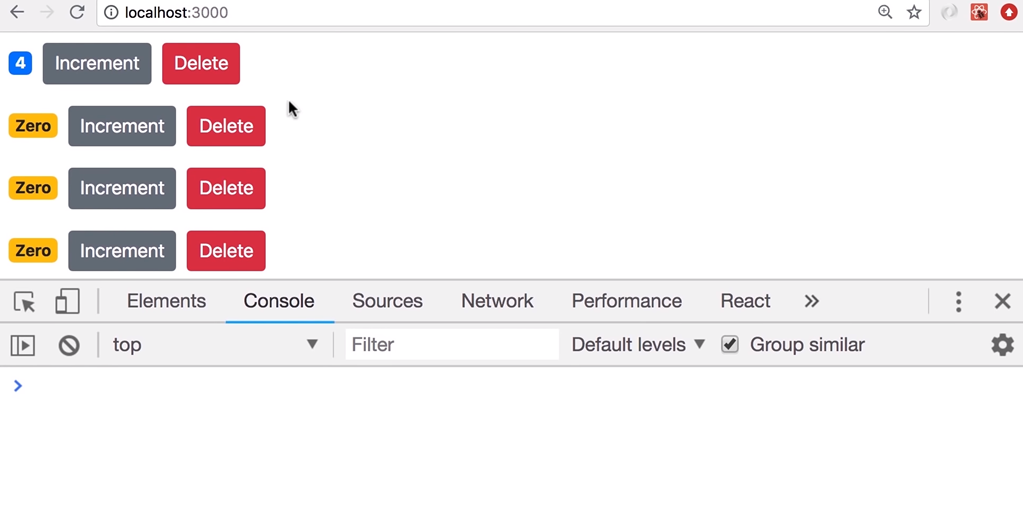 localhost:3000
4 Increment Delete
Zero Increment Delete
Zero Increment Delete
Zero Increment Delete
Elements Console Sources Network Performance React »
top Filter Default levels Group similar